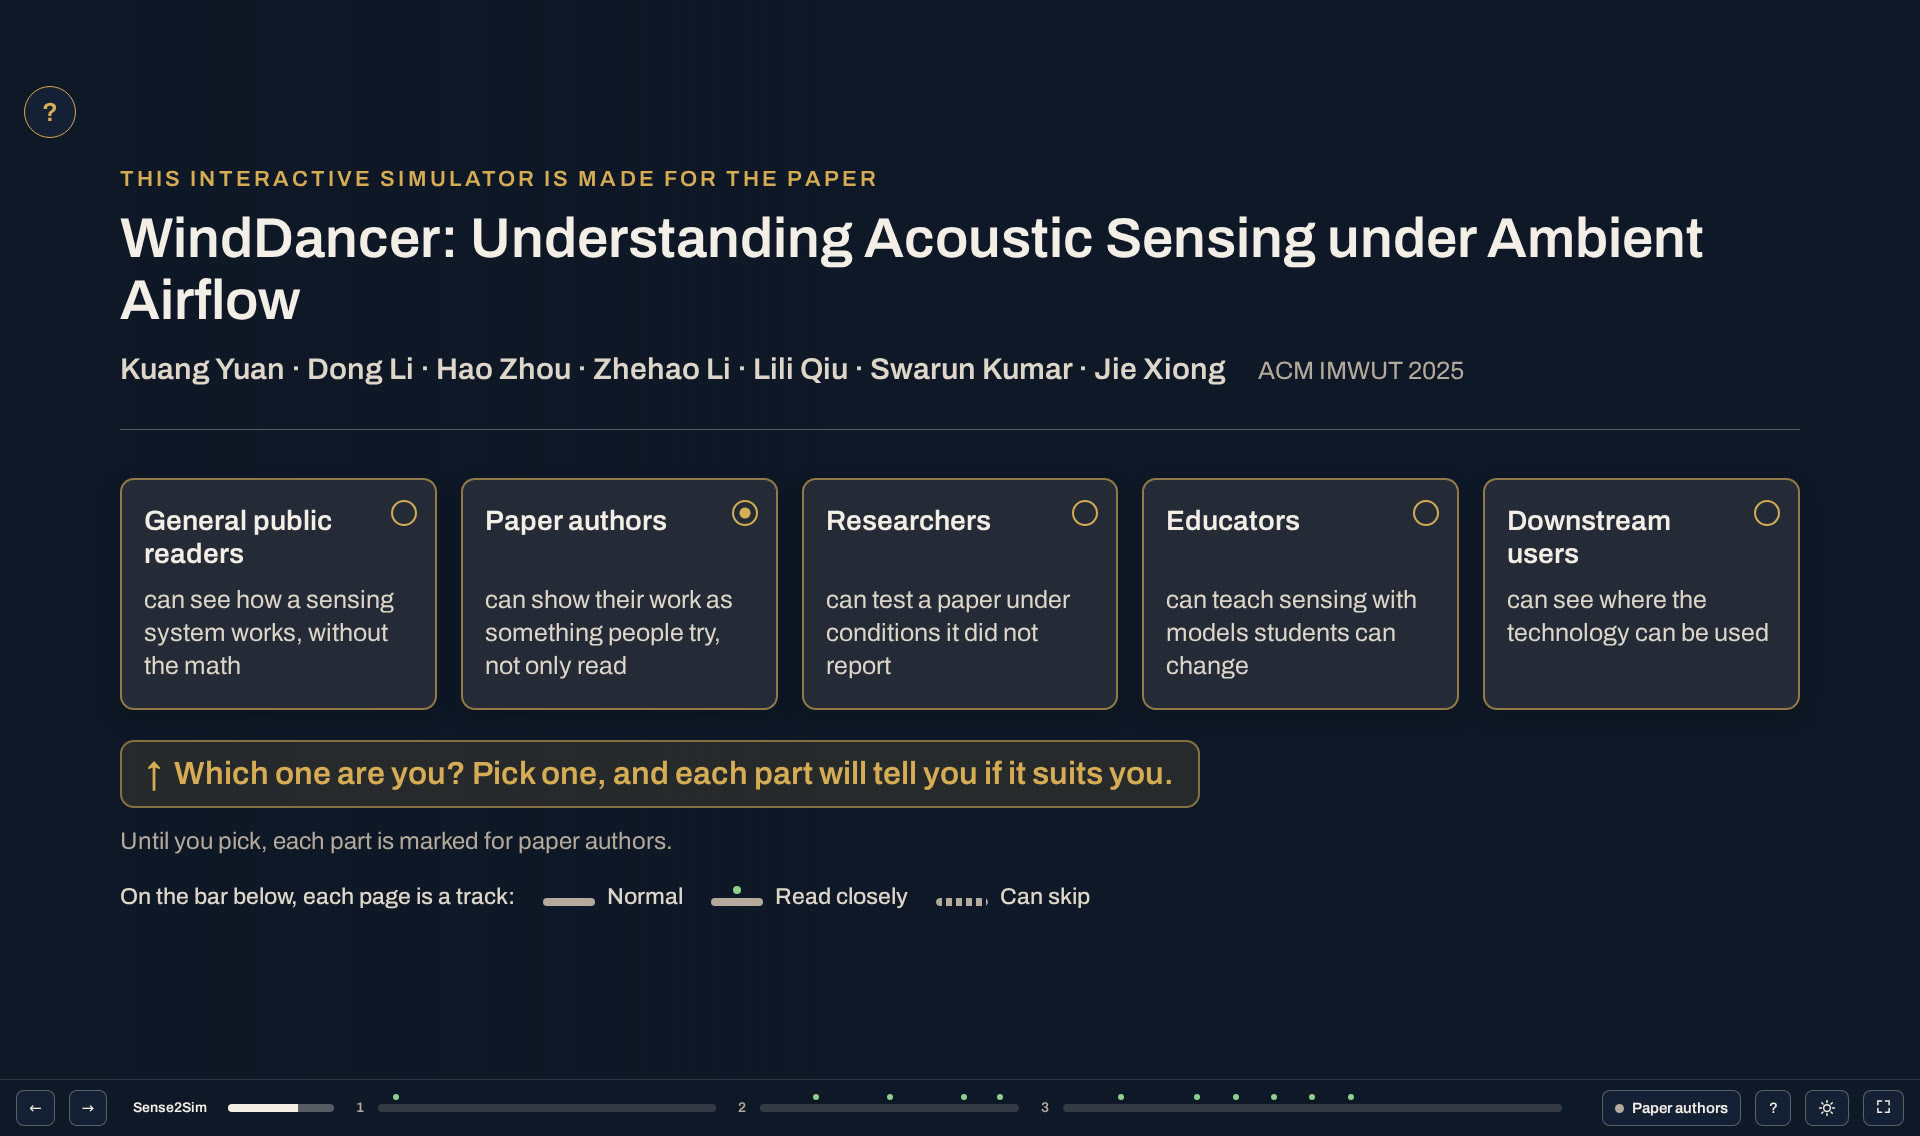 ?
THIS INTERACTIVE SIMULATOR IS MADE FOR THE PAPER
WindDancer: Understanding Acoustic Sensing under Ambient
Airflow
Kuang Yuan · Dong Li · Hao Zhou · Zhehao Li · Lili Qiu · Swarun Kumar · Jie Xiong ACM IMWUT 2025
General public
readers
can see how a sensing
system works, without
the math
Paper authors
can show their work as
something people try,
not only read
Researchers
can test a paper under
conditions it did not
report
Educators
can teach sensing with
models students can
change
Downstream
users
can see where the
technology can be used
↑ Which one are you? Pick one, and each part will tell you if it suits you.
Until you pick, each part is marked for paper authors.
On the bar below, each page is a track: Normal Read closely Can skip
← → Sense2Sim 1 2 3 Paper authors ?